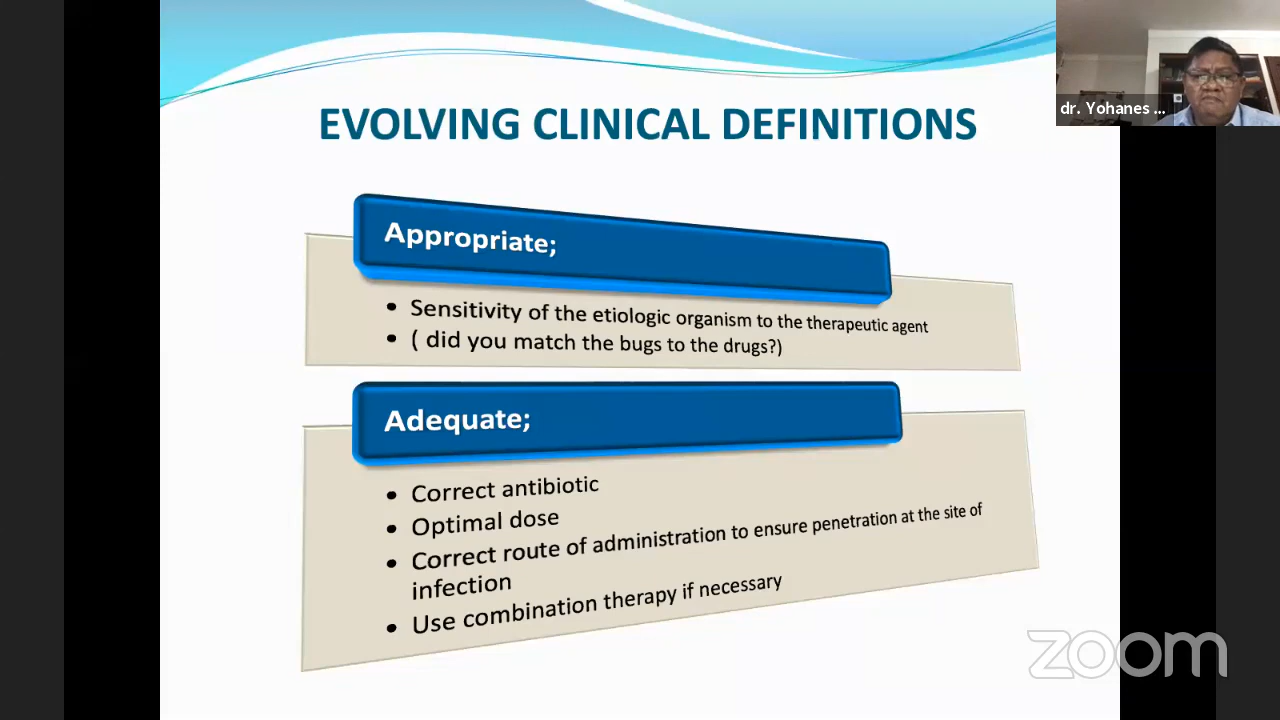 EVOLVING CLINICAL DEFINITIONS
dr. Yohanes ...
Appropriate;
• Sensitivity of the etiologic organism to the therapeutic agent
• ( did you match the bugs to the drugs?)
Adequate;
• Correct antibiotic
• Optimal dose
• Correct route of administration to ensure penetration at the site of
infection
• Use combination therapy if necessary
zoom